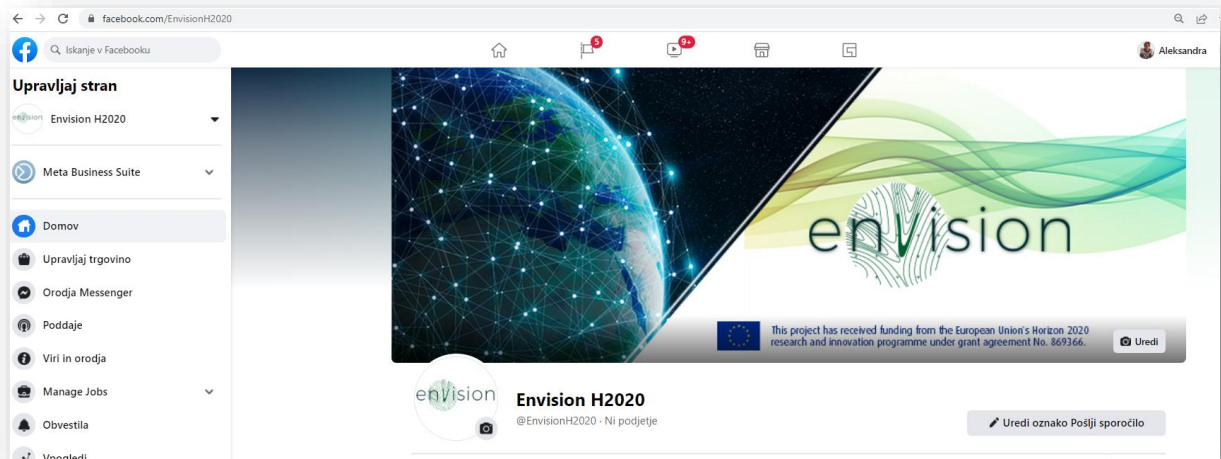 facebook.com/EnvisionH2020
Iskanje v Facebooku
5
9+
Aleksandra
Upravljaj stran
envision
Envision H2020
Meta Business Suite
Domov
Upravljaj trgovino
Orodja Messenger
Poddaje
Viri in orodja
Manage Jobs
Obvestila
Vpogledi
envision
This project has received funding from the European Union's Horizon 2020
research and innovation programme under grant agreement No. 869366.
Uredi
envision
Envision H2020
@EnvisionH2020 · Ni podjetje
Uredi oznako Pošlji sporočilo